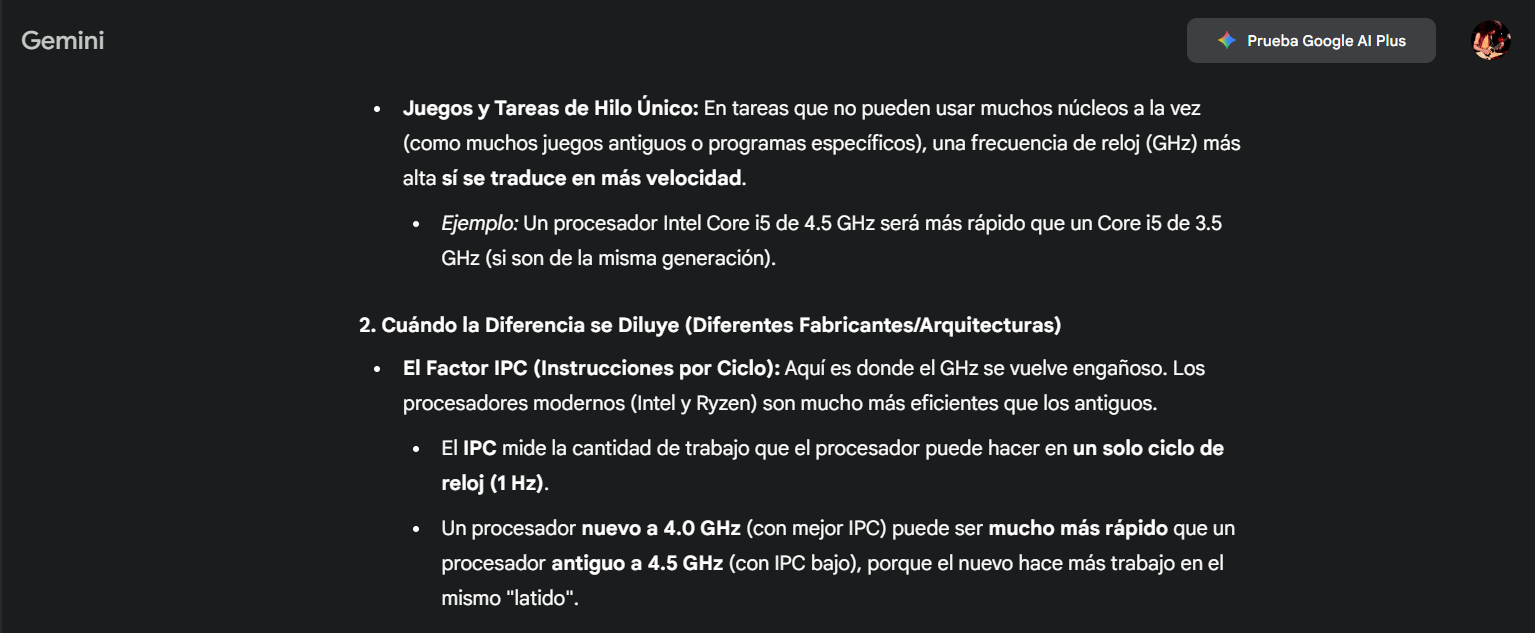 Gemini
Prueba Google AI Plus
• Juegos y Tareas de Hilo Único: En tareas que no pueden usar muchos núcleos a la vez
(como muchos juegos antiguos o programas específicos), una frecuencia de reloj (GHz) más
alta sí se traduce en más velocidad.
• Ejemplo: Un procesador Intel Core i5 de 4.5 GHz será más rápido que un Core i5 de 3.5
GHz (si son de la misma generación).
2. Cuándo la Diferencia se Diluye (Diferentes Fabricantes/Arquitecturas)
• El Factor IPC (Instrucciones por Ciclo): Aquí es donde el GHz se vuelve engañoso. Los
procesadores modernos (Intel y Ryzen) son mucho más eficientes que los antiguos.
• El IPC mide la cantidad de trabajo que el procesador puede hacer en un solo ciclo de
reloj (1 Hz).
• Un procesador nuevo a 4.0 GHz (con mejor IPC) puede ser mucho más rápido que un
procesador antiguo a 4.5 GHz (con IPC bajo), porque el nuevo hace más trabajo en el
mismo "latido".